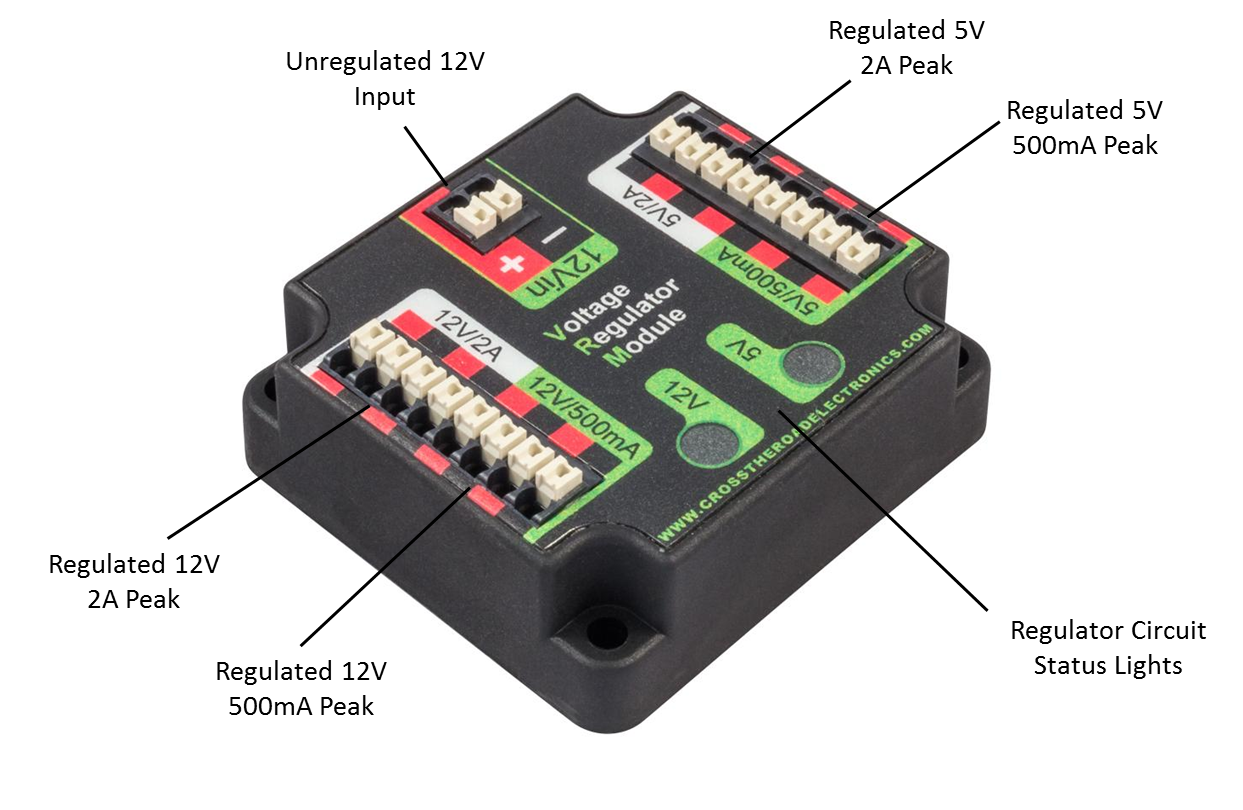 Regulated 5V
2A Peak
Unregulated 12V
Input
Regulated 5V
500mA Peak
5V/2A
5V/500mA
+
–
12Vin
Voltage
Regulator
Module
12V/2A
12V/500mA
5V
12V
WWW.CROSSTHEROADELECTRONICS.COM
Regulated 12V
2A Peak
Regulated 12V
500mA Peak
Regulator Circuit
Status Lights